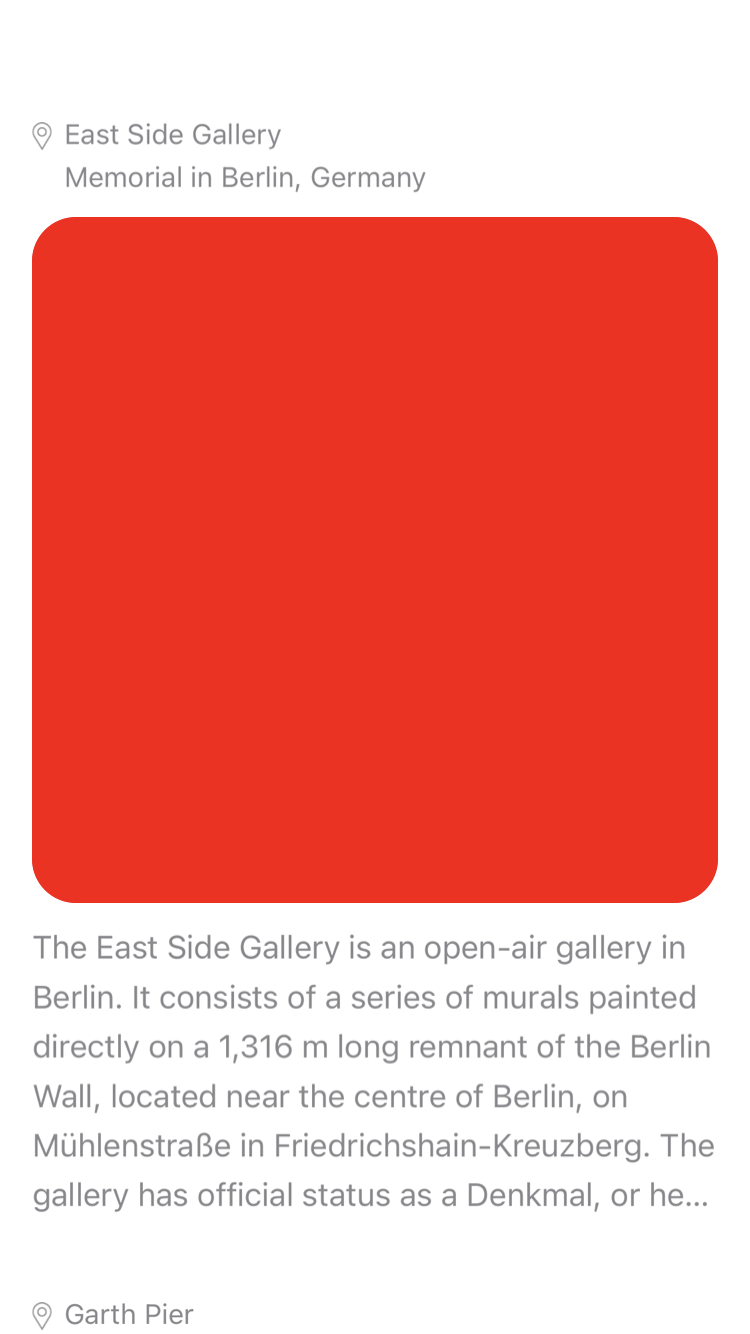 East Side Gallery
Memorial in Berlin, Germany
The East Side Gallery is an open-air gallery in
Berlin. It consists of a series of murals painted
directly on a 1,316 m long remnant of the Berlin
Wall, located near the centre of Berlin, on
Mühlenstraße in Friedrichshain-Kreuzberg. The
gallery has official status as a Denkmal, or he...
Garth Pier